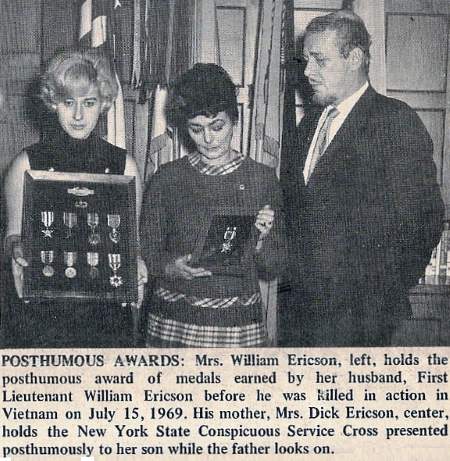 POSTHUMOUS AWARDS: Mrs. William Ericson, left, holds the
posthumous award of medals earned by her husband, First
Lieutenant William Ericson before he was killed in action in
Vietnam on July 15, 1969. His mother, Mrs. Dick Ericson, center,
holds the New York State Conspicuous Service Cross presented
posthumously to her son while the father looks on.